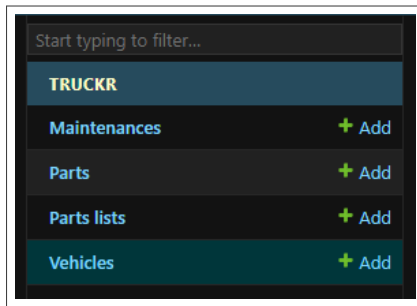 Start typing to filter...
TRUCKR
Maintenances + Add
Parts + Add
Parts lists + Add
Vehicles + Add